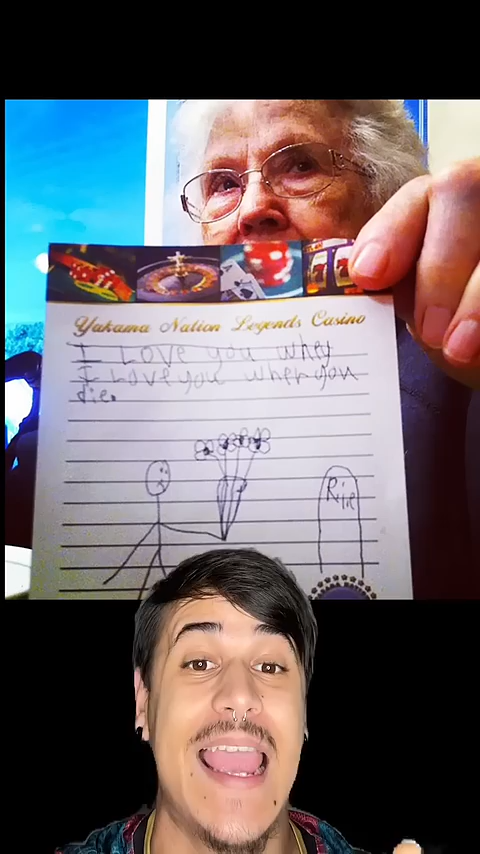 Yakama Nation Legends Casino
I Love you whey
I Love you when you
die.
Rip